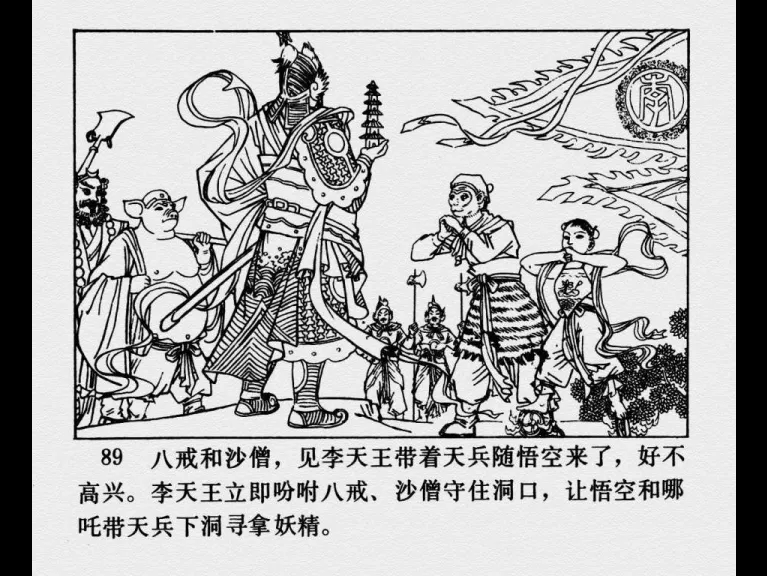 李
89 八戒和沙僧，见李天王带着天兵随悟空来了，好不
高兴。李天王立即吩咐八戒、沙僧守住洞口，让悟空和哪
吒带天兵下洞寻拿妖精。